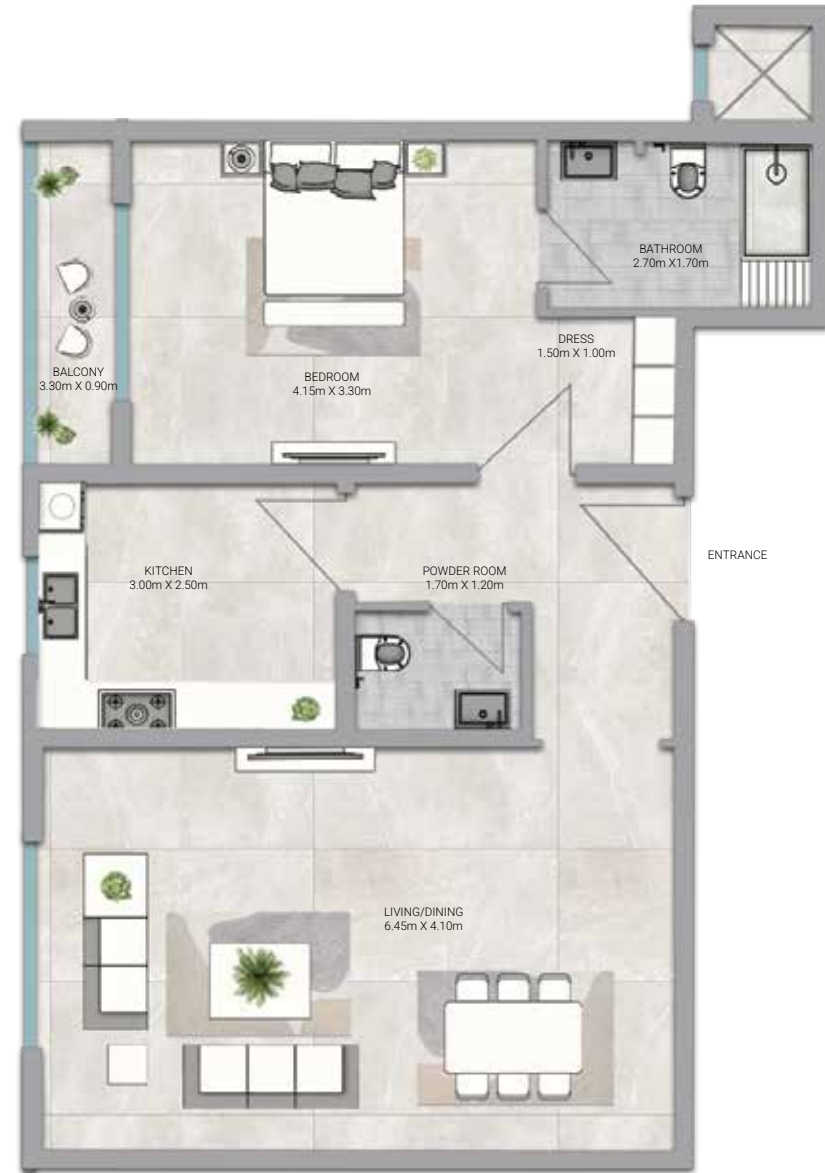 BATHROOM
2.70m X1.70m
DRESS
1.50m X 1.00m
BALCONY
3.30m X 0.90m
BEDROOM
4.15m X 3.30m
ENTRANCE
KITCHEN
3.00m X 2.50m
POWDER ROOM
1.70m X 1.20m
LIVING/DINING
6.45m X 4.10m